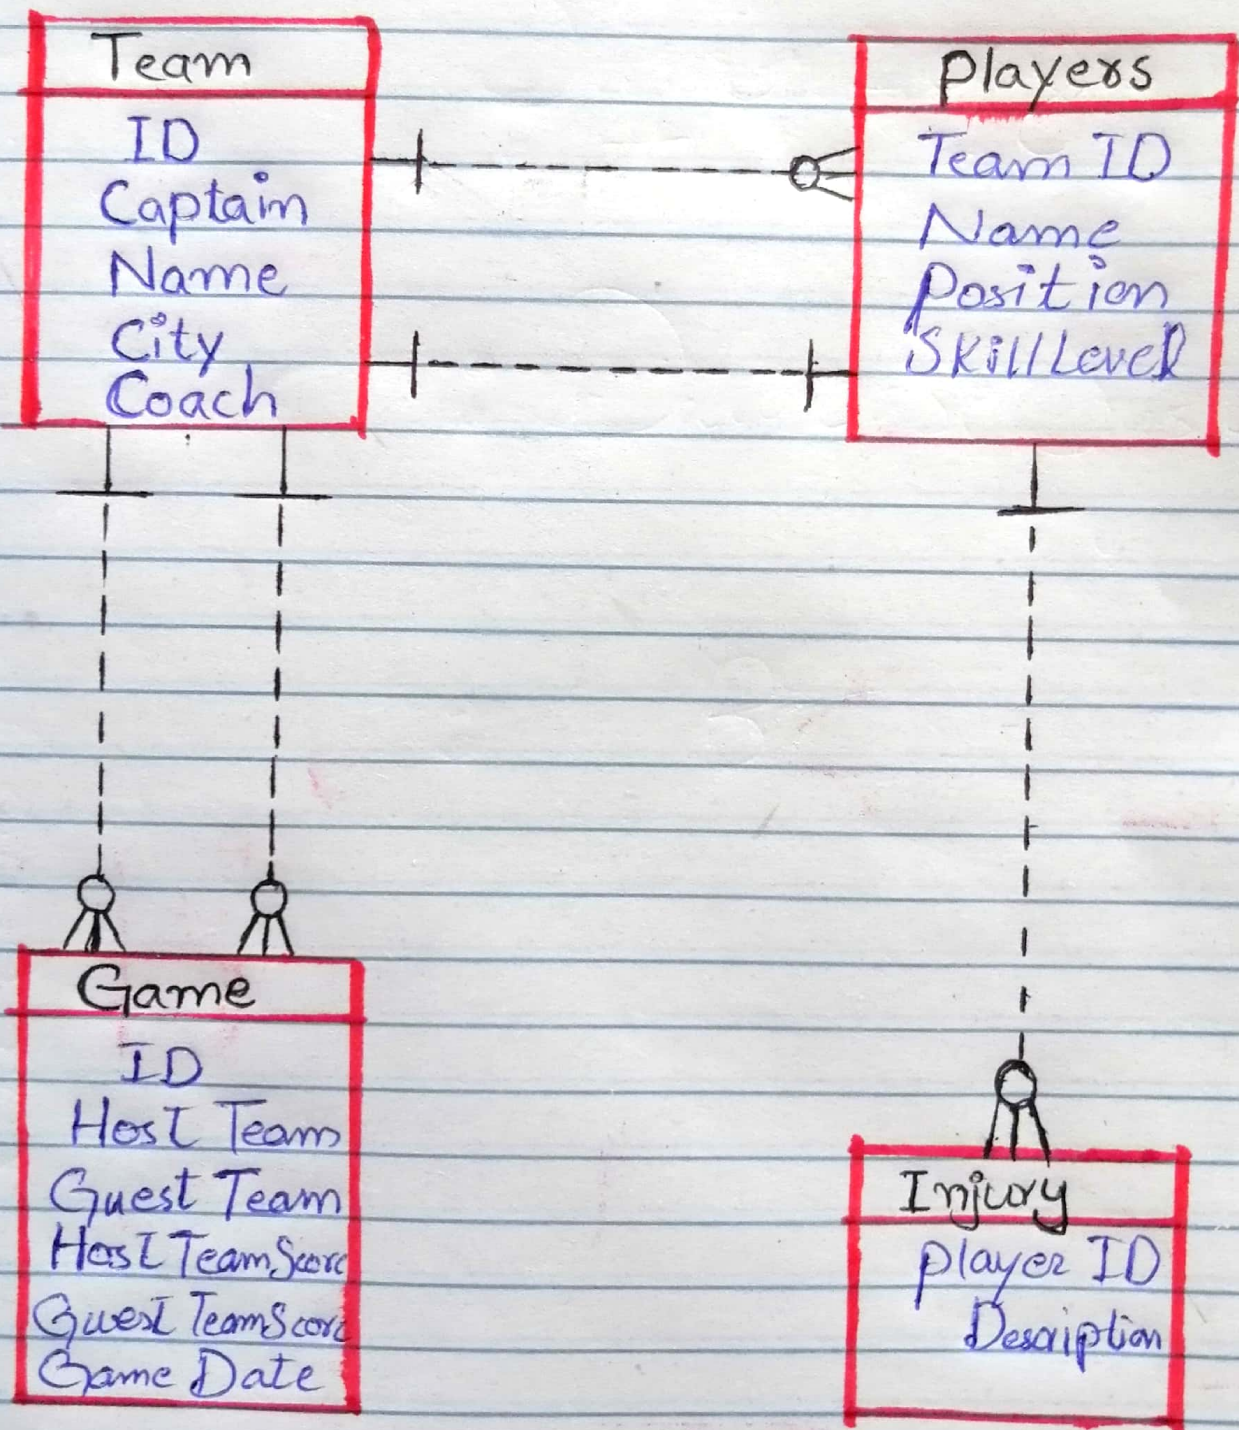 Team
ID
Captain
Name
City
Coach
players
Team ID
Name
Position
Skill Level
Game
ID
Host Team
Guest Team
Host Team Score
Guest Team Score
Game Date
Injury
player ID
Description